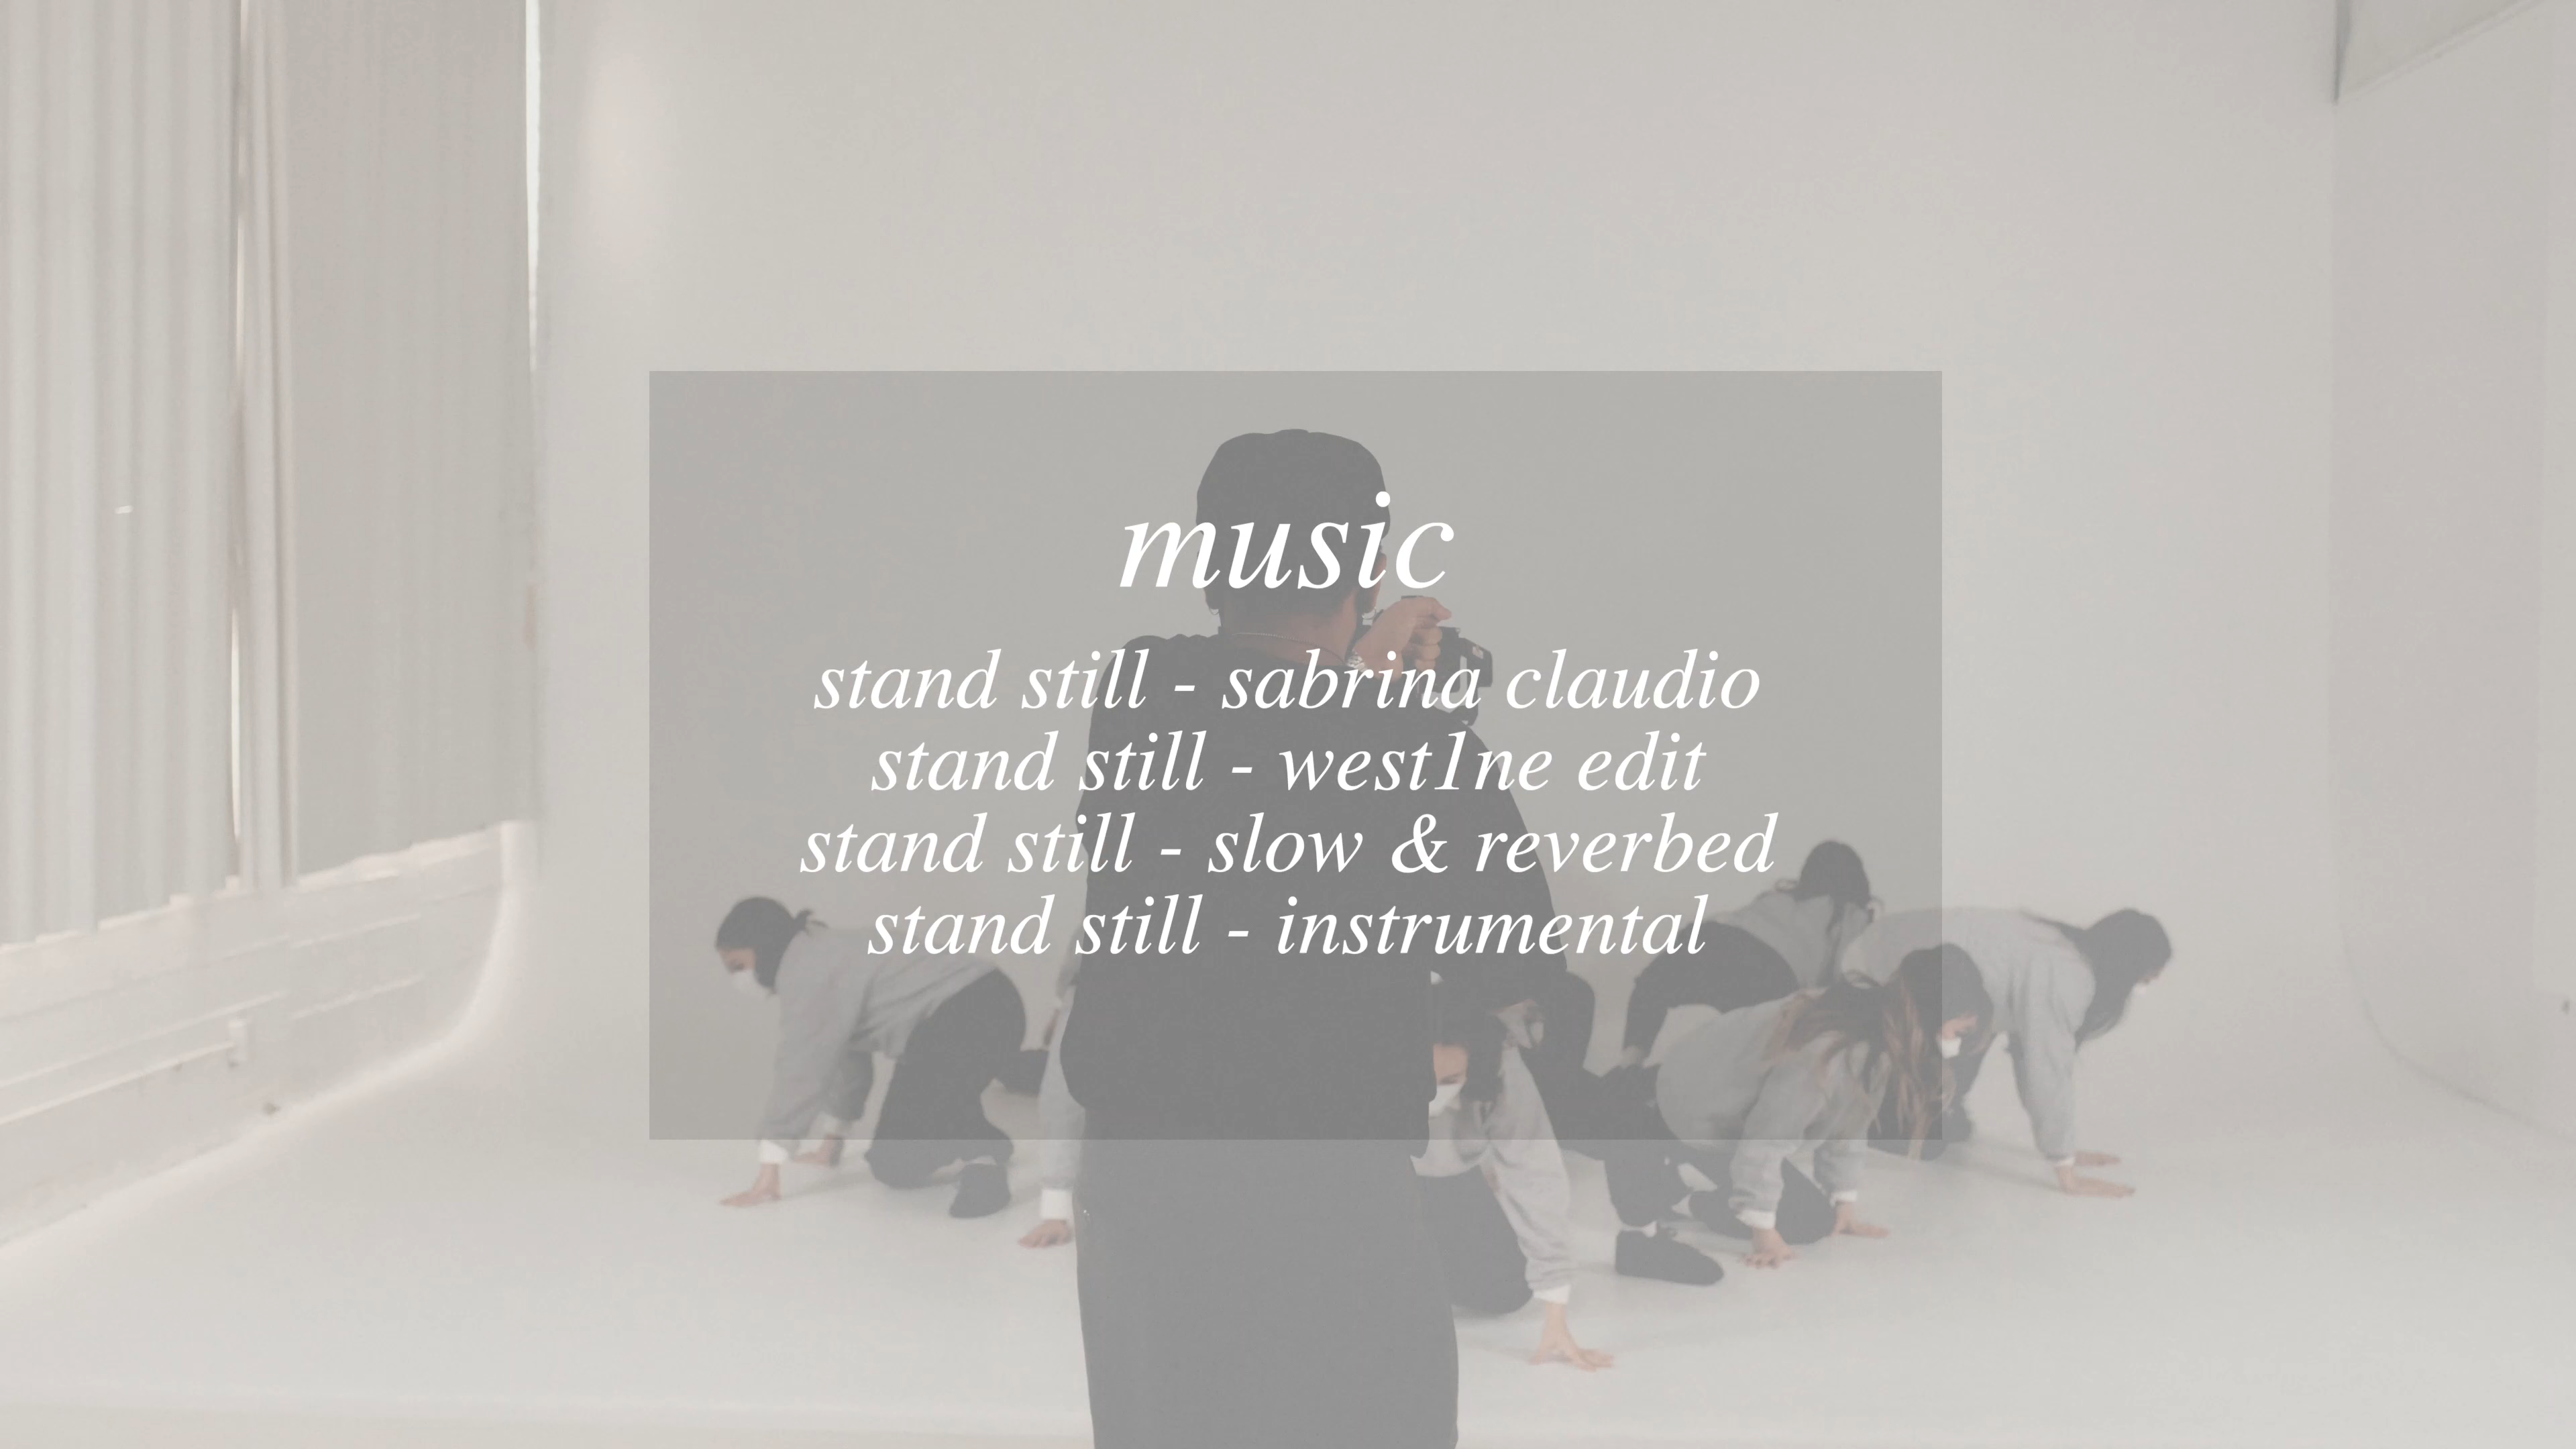 music
stand still - sabrina claudio
stand still - west1ne edit
stand still - slow & reverbed
stand still - instrumental